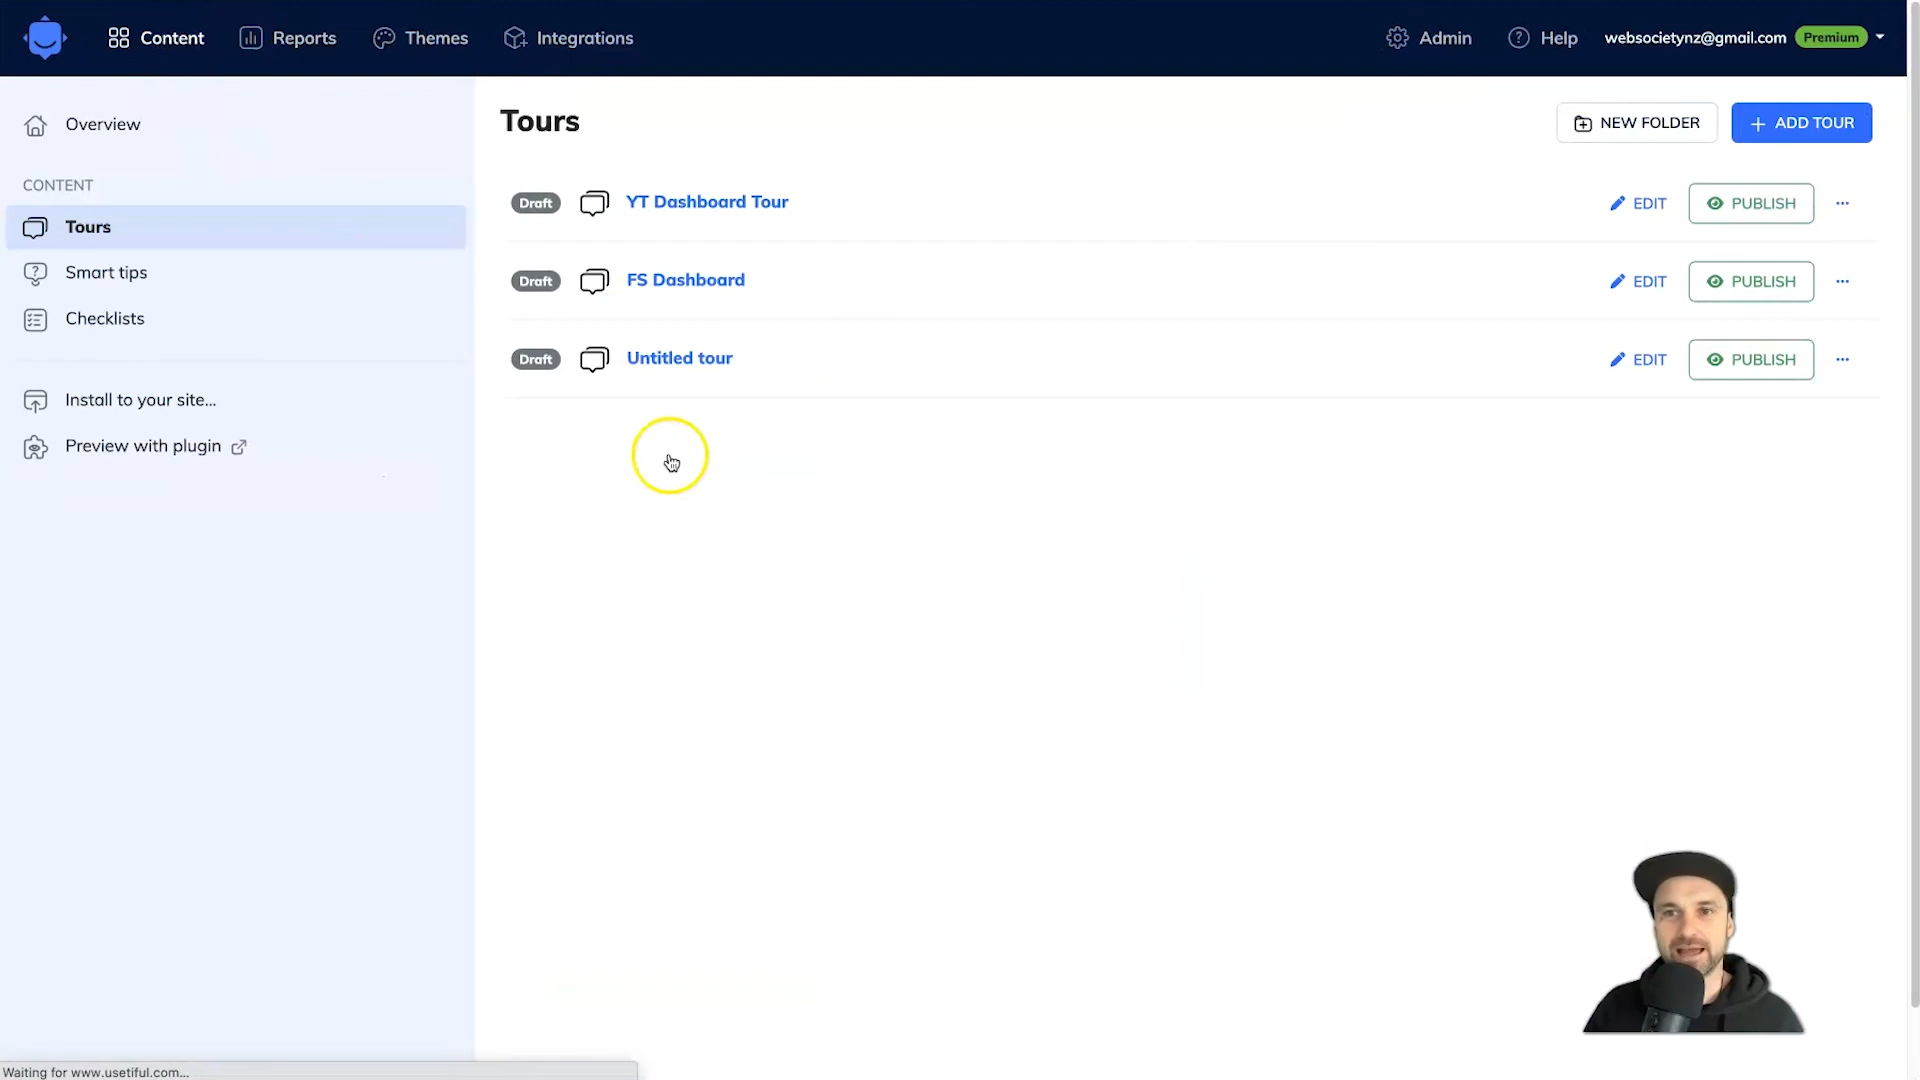 Content
Reports
Themes
Integrations
Admin
Help
websocietynz@gmail.com
Premium
Overview
CONTENT
Tours
Smart tips
Checklists
Install to your site...
Preview with plugin
Tours
NEW FOLDER
+ ADD TOUR
Draft
YT Dashboard Tour
EDIT
PUBLISH
...
Draft
FS Dashboard
EDIT
PUBLISH
...
Draft
Untitled tour
EDIT
PUBLISH
...
Waiting for www.usetiful.com...